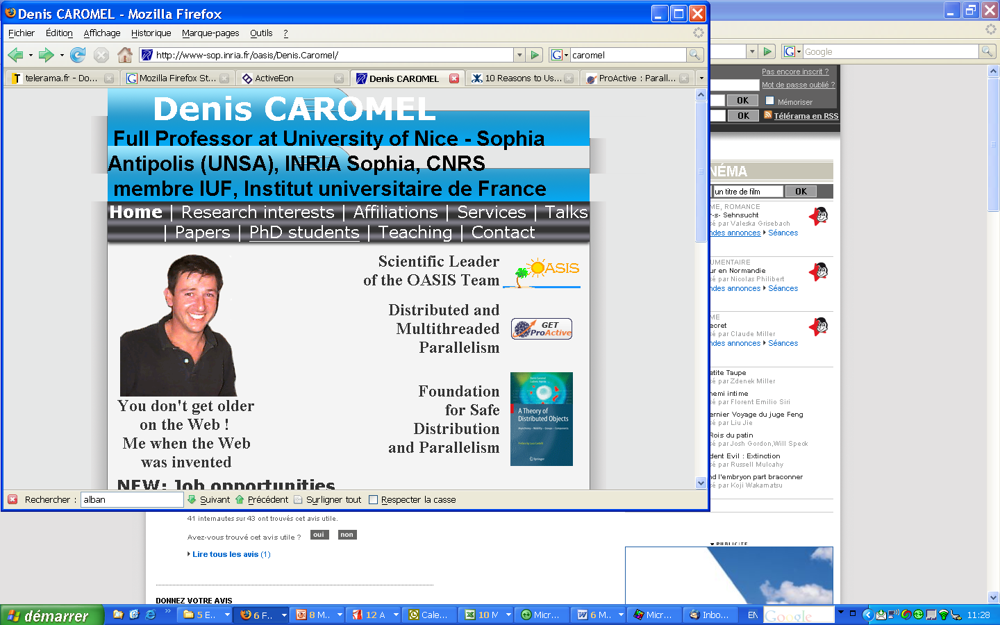 Denis CAROMEL - Mozilla Firefox
Fichier Édition Affichage Historique Marque-pages Outils ?
http://www-sop.inria.fr/oasis/Denis.Caromel/
caromel
Google
telerama.fr - Do...
Mozilla Firefox St...
ActiveEon
Denis CAROMEL
10 Reasons to Us...
ProActive : Parall...
Denis CAROMEL
Full Professor at University of Nice - Sophia
Antipolis (UNSA), INRIA Sophia, CNRS
membre IUF, Institut universitaire de France
Home | Research interests | Affiliations | Services | Talks
| Papers | PhD students | Teaching | Contact
Scientific Leader
of the OASIS Team
OASIS
Distributed and
Multithreaded
Parallelism
GET
ProActive
Foundation
for Safe
Distribution
and Parallelism
A Theory of
Distributed Objects
Springer
You don't get older
on the Web !
Me when the Web
was invented
NEW: Job opportunities
Rechercher : alban Suivant Précédent Surligner tout Respecter la casse
Pas encore inscrit ?
Mot de passe oublié ?
OK Mémoriser
OK Télérama en RSS
NÉMA
un titre de film OK
ME, ROMANCE
r-s- Sehnsucht
sé par Valeska Grisebach
ndes annonces Séances
UMENTAIRE
ur en Normandie
sé par Nicolas Philibert
ndes annonces Séances
ME
ecret
sé par Claude Miller
ndes annonces Séances
etite Taupe
sé par Zdenek Miller
nemi intime
sé par Florent Emilio Siri
ernier Voyage du juge Feng
sé par Liu Jie
Rois du patin
sé par Josh Gordon,Will Speck
dent Evil : Extinction
sé par Russell Mulcahy
nd l'embryon part braconner
sé par Koji Wakamatsu
41 internautes sur 43 ont trouvés cet avis utile.
Avez-vous trouvé cet avis utile ? oui non
Lire tous les avis (1)
PUBLICITE
DONNEZ VOTRE AVIS
démarrer
5 E...
6 F...
8 M...
12 A
Cale...
10 M
Micr...
6 M...
Micr...
Inbo...
EN
Google
11:28